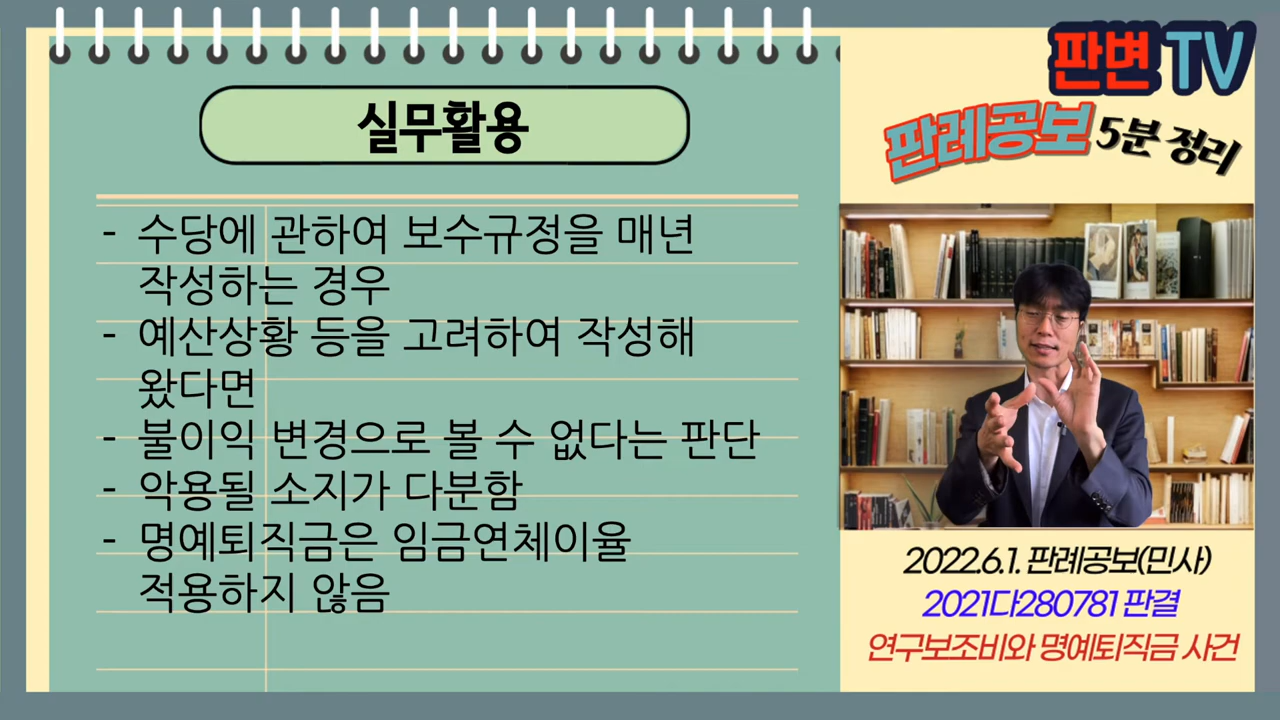 실무활용
- 수당에 관하여 보수규정을 매년
작성하는 경우
- 예산상황 등을 고려하여 작성해
왔다면
- 불이익 변경으로 볼 수 없다는 판단
- 악용될 소지가 다분함
- 명예퇴직금은 임금연체이율
적용하지 않음
판변 TV
판례공보 5분 정리
2022.6.1. 판례공보(민사)
2021다280781 판결
연구보조비와 명예퇴직금 사건